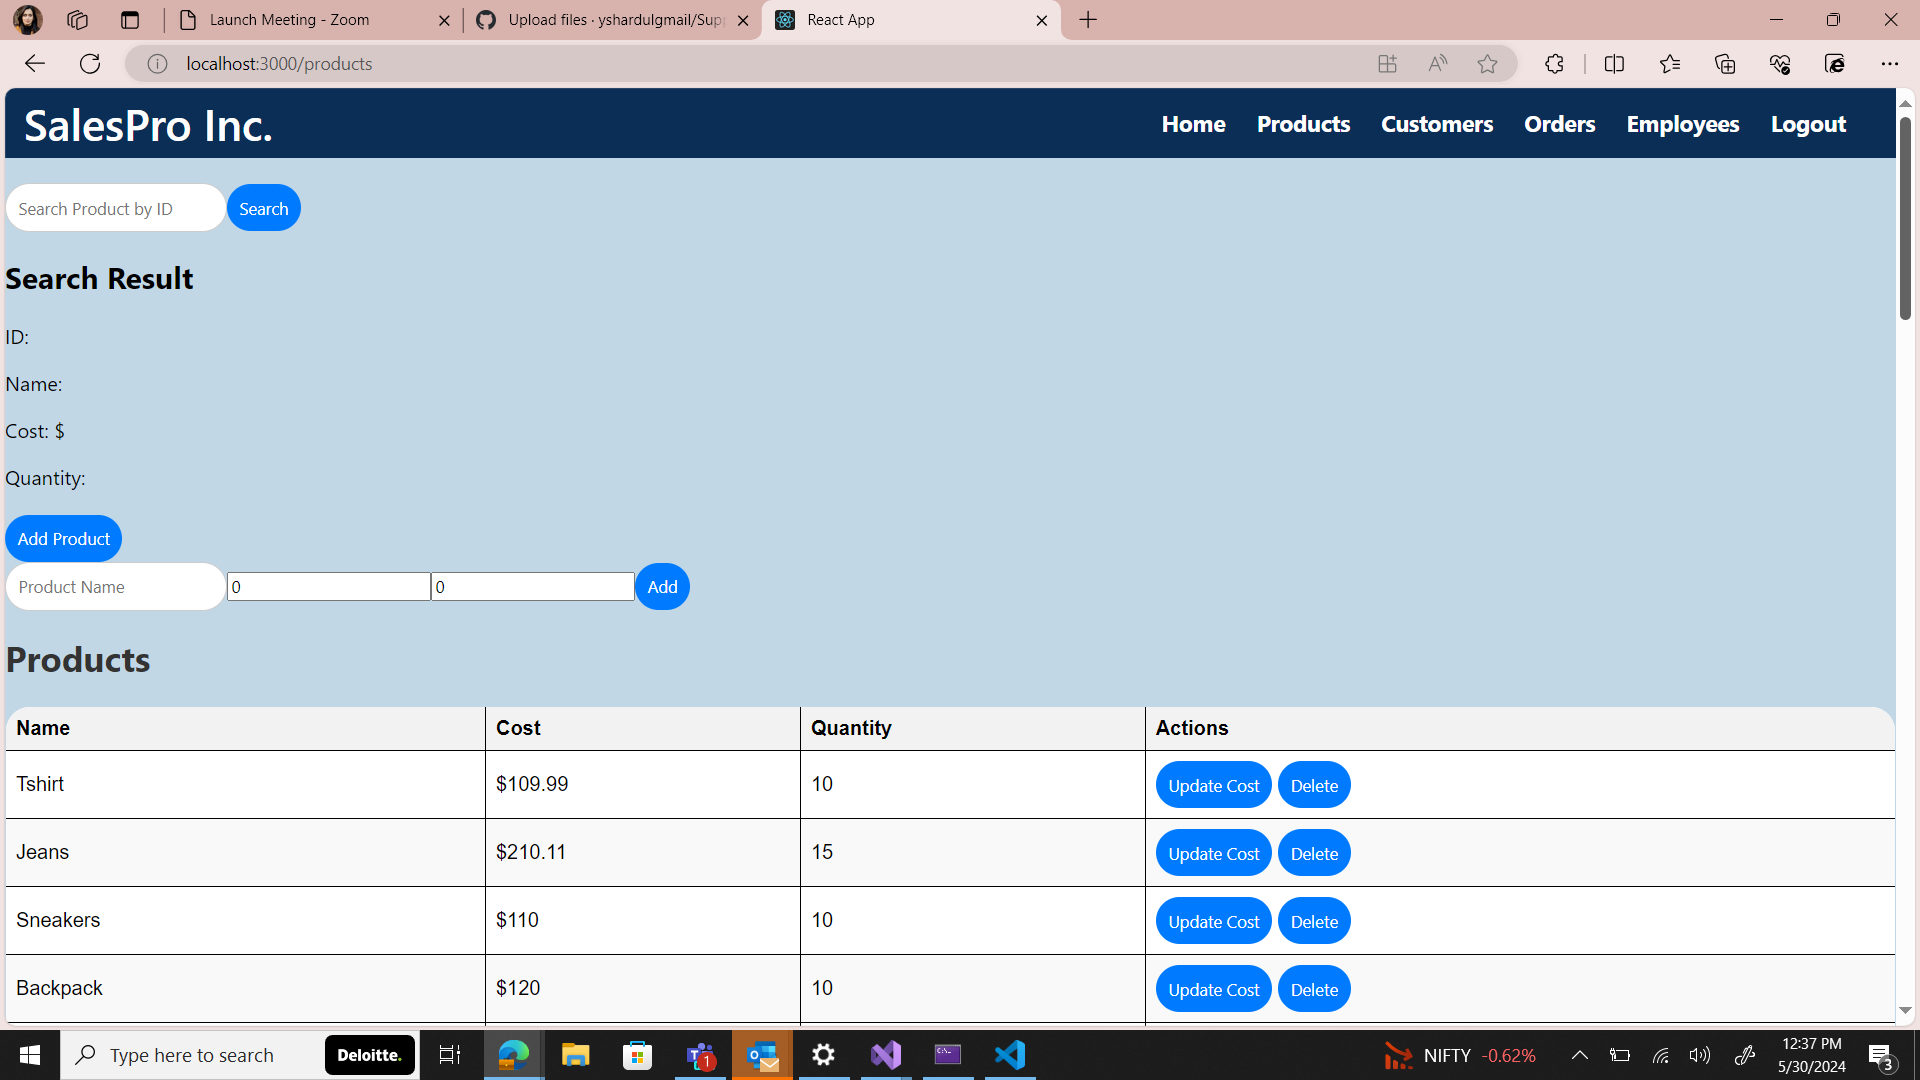 Launch Meeting - Zoom
Upload files · yshardulgmail/Sup
React App
localhost:3000/products
SalesPro Inc.
Home Products Customers Orders Employees Logout
Search Product by ID Search
Search Result
ID:
Name:
Cost: $
Quantity:
Add Product
Product Name 0 0 Add
Products
Name Cost Quantity Actions
Tshirt $109.99 10 Update Cost Delete
Jeans $210.11 15 Update Cost Delete
Sneakers $110 10 Update Cost Delete
Backpack $120 10 Update Cost Delete
Type here to search Deloitte.
1
NIFTY -0.62%
12:37 PM
5/30/2024
3